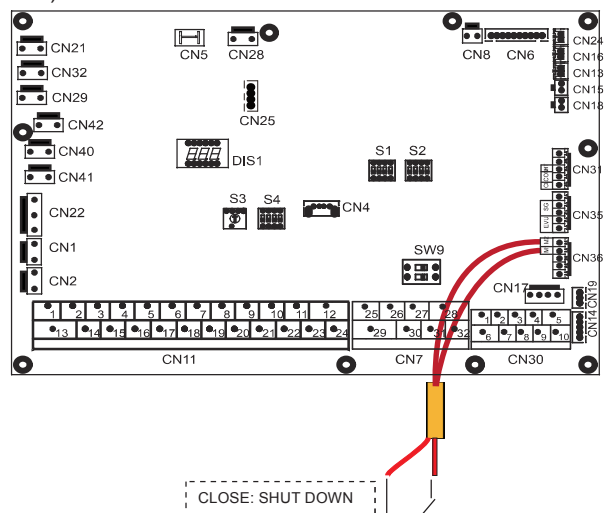 CN21
CN32
CN29
CN42
CN40
CN41
CN22
CN1
CN2
CN5
CN28
CN25
DIS1
S1 S2
S3 S4
CN4
SW9
CN8 CN6
CN24
CN16
CN13
CN15
CN18
CN31
CN35
CN36
SG
EVU
M1 M2
CN17
CN19
CN14
1 2 3 4 5 6 7 8 9 10 11 12
13 14 15 16 17 18 19 20 21 22 23 24
CN11
25 26 27 28
29 30 31 32
CN7
1 2 3 4 5
6 7 8 9 10
CN30
CLOSE: SHUT DOWN